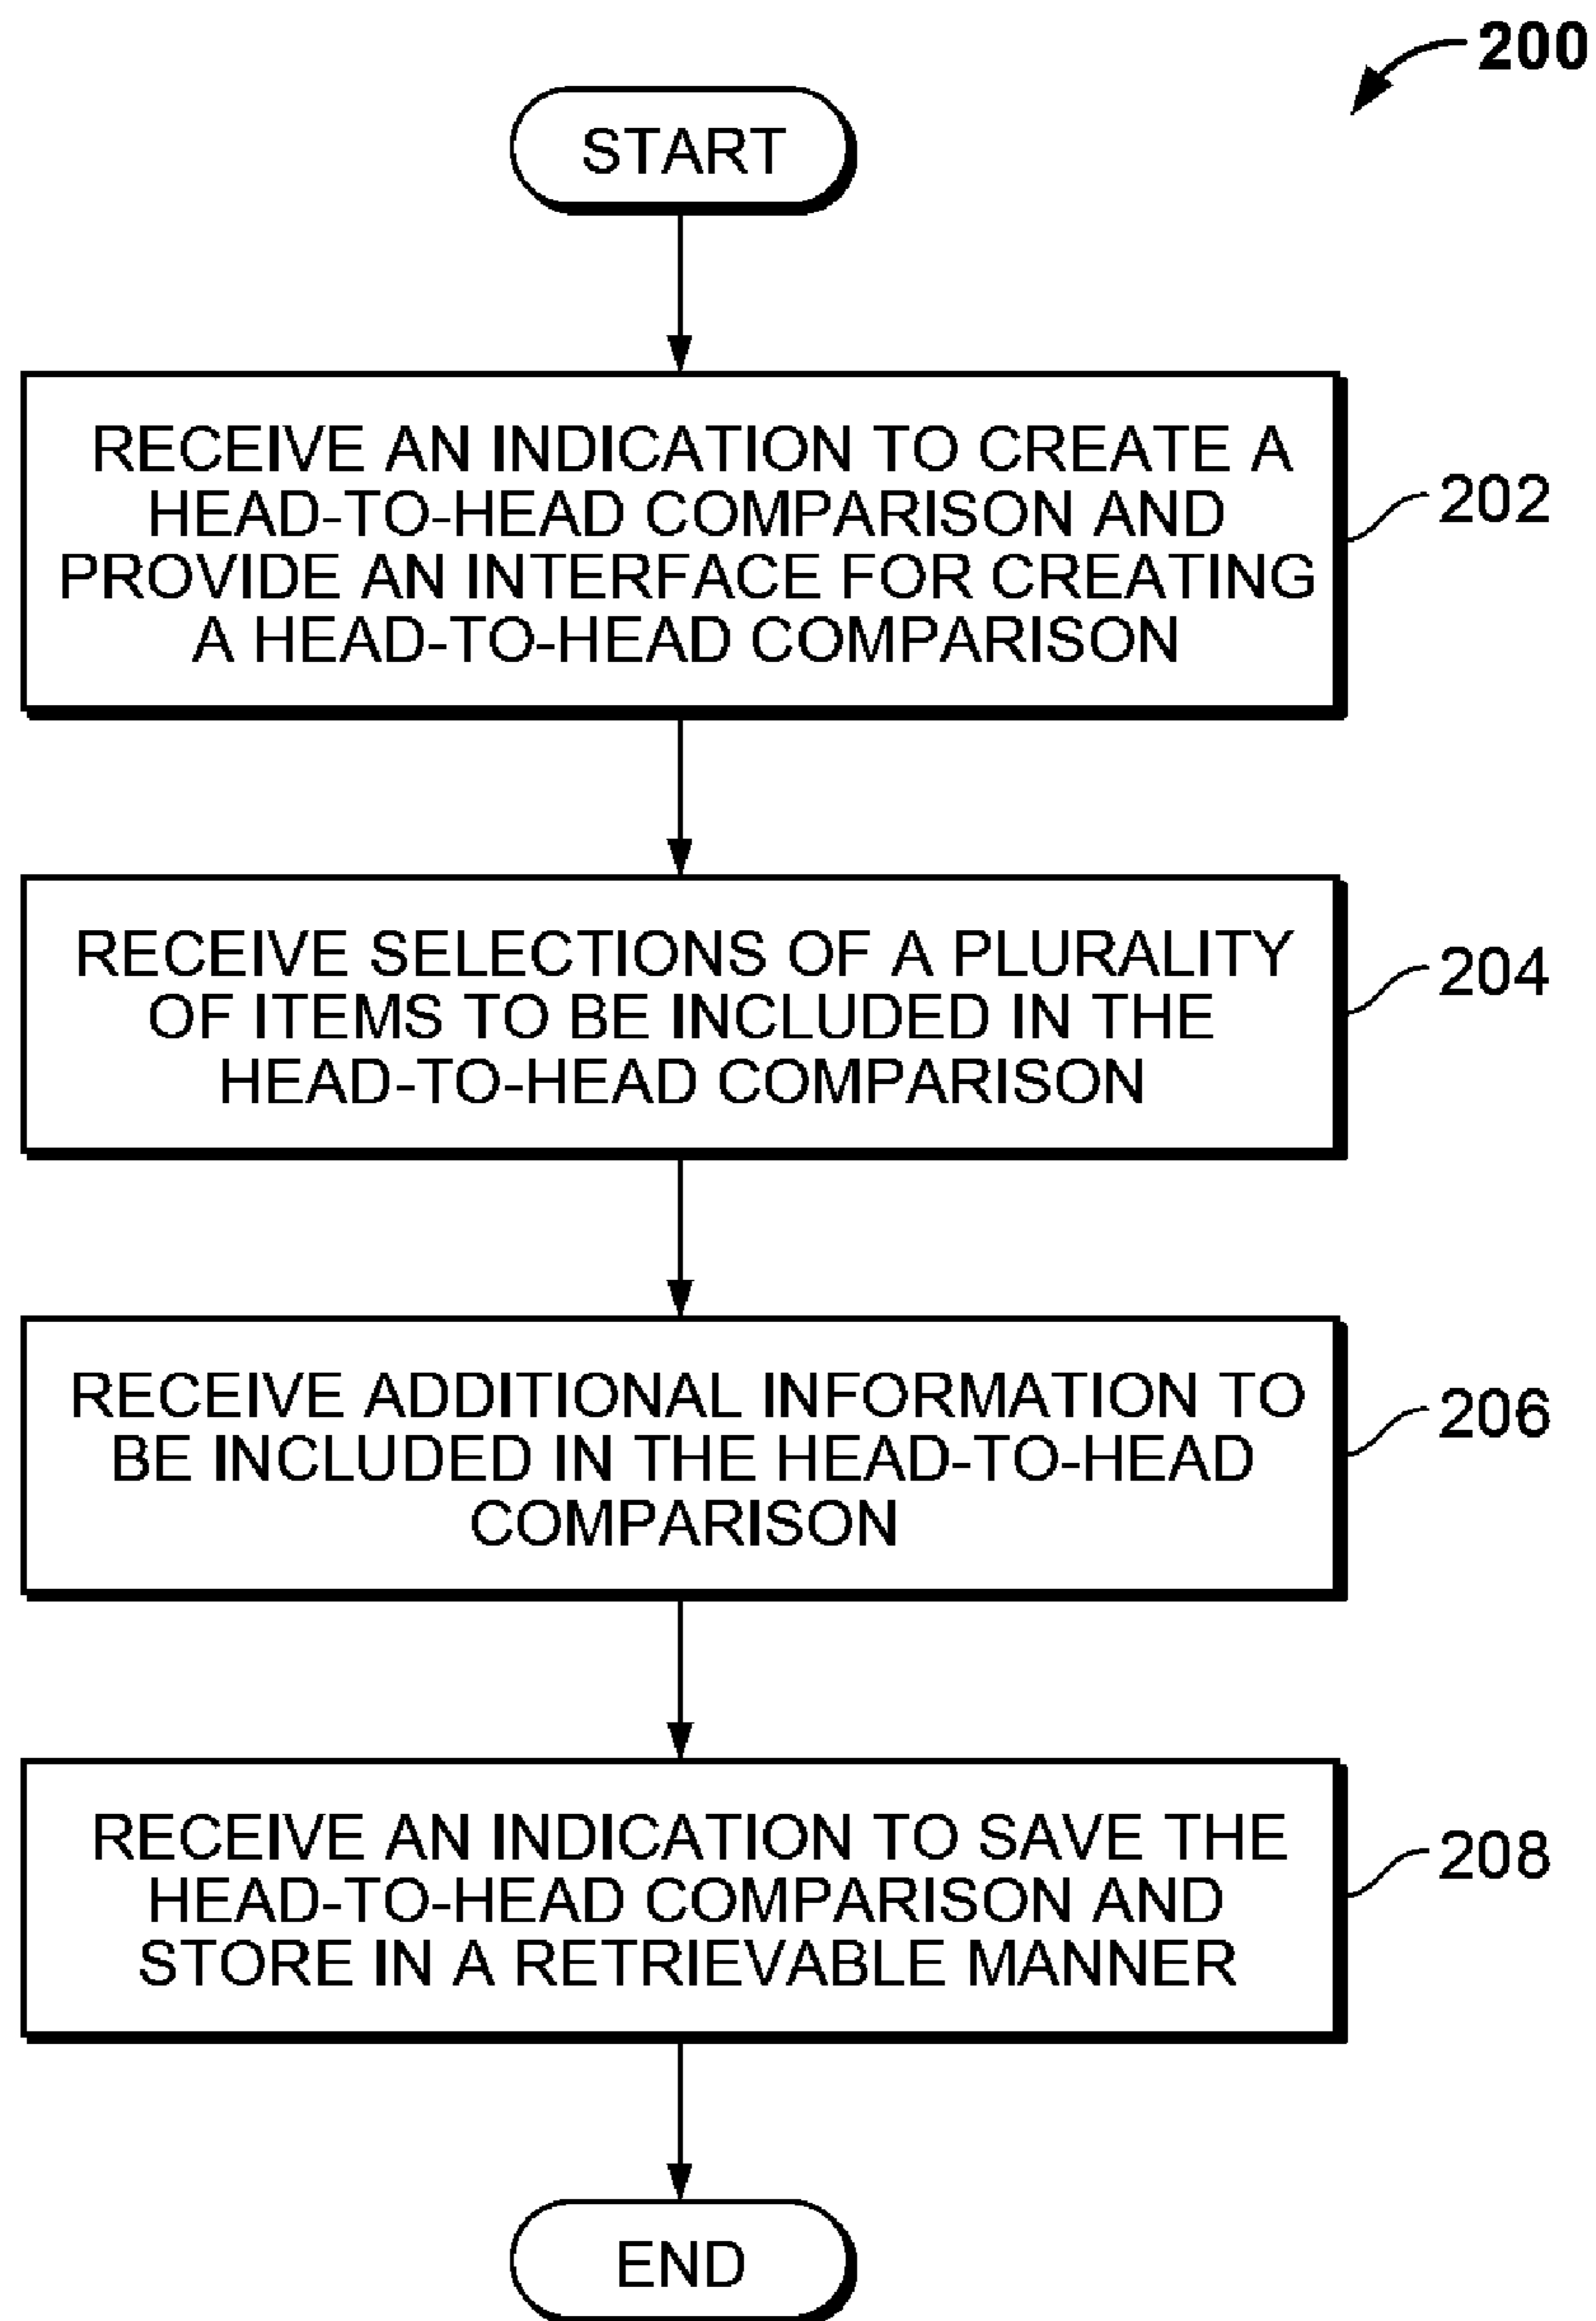 200
START
RECEIVE AN INDICATION TO CREATE A
HEAD-TO-HEAD COMPARISON AND
PROVIDE AN INTERFACE FOR CREATING
A HEAD-TO-HEAD COMPARISON
202
RECEIVE SELECTIONS OF A PLURALITY
OF ITEMS TO BE INCLUDED IN THE
HEAD-TO-HEAD COMPARISON
204
RECEIVE ADDITIONAL INFORMATION TO
BE INCLUDED IN THE HEAD-TO-HEAD
COMPARISON
206
RECEIVE AN INDICATION TO SAVE THE
HEAD-TO-HEAD COMPARISON AND
STORE IN A RETRIEVABLE MANNER
208
END